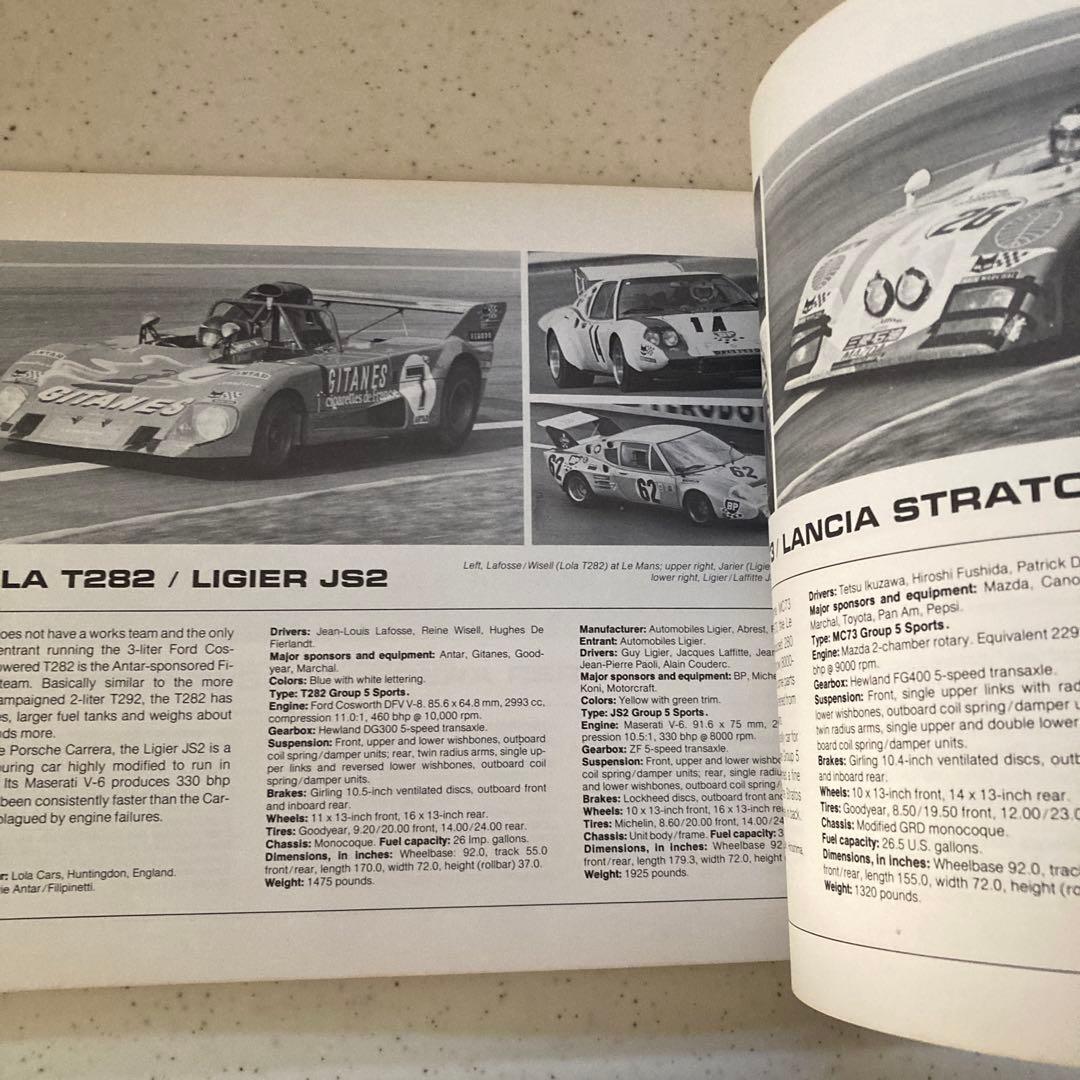 GITANES
GITANES
cigarettes de France
7
14
14
BP
62
62
62
BP
26
LA T282 / LIGIER JS2
Left, Lafosse/Wisell (Lola T282) at Le Mans; upper right, Jarier (Ligie
lower right, Ligier/Laffitte J
oes not have a works team and the only
entrant running the 3-liter Ford Cos-
owered T282 is the Antar-sponsored Fi-
team. Basically similar to the more
ampaigned 2-liter T292, the T282 has
s, larger fuel tanks and weighs about
nds more.
e Porsche Carrera, the Ligier JS2 is a
ouring car highly modified to run in
Its Maserati V-6 produces 330 bhp
been consistently faster than the Car-
plagued by engine failures.
r: Lola Cars, Huntingdon, England.
ie Antar/Filipinetti.
Drivers: Jean-Louis Lafosse, Reine Wisell, Hughes De
Fierlandt.
Major sponsors and equipment: Antar, Gitanes, Good-
year, Marchal.
Colors: Blue with white lettering.
Type: T282 Group 5 Sports.
Engine: Ford Cosworth DFV V-8. 85.6 x 64.8 mm, 2993 cc,
compression 11.0:1, 460 bhp @ 10,000 rpm.
Gearbox: Hewland DG300 5-speed transaxle.
Suspension: Front, upper and lower wishbones, outboard
coil spring/damper units; rear, twin radius arms, single up-
per links and reversed lower wishbones, outboard coil
spring/damper units.
Brakes: Girling 10.5-inch ventilated discs, outboard front
and inboard rear.
Wheels: 11 x 13-inch front, 16 x 13-inch rear.
Tires: Goodyear, 9.20/20.00 front, 14.00/24.00 rear.
Chassis: Monocoque. Fuel capacity: 26 Imp. gallons.
Dimensions, in inches: Wheelbase: 92.0, track 55.0
front/rear, length 170.0, width 72.0, height (rollbar) 37.0.
Weight: 1475 pounds.
Manufacturer: Automobiles Ligier, Abrest,
Entrant: Automobiles Ligier.
Drivers: Guy Ligier, Jacques Laffitte, Jean
Jean-Pierre Paoli, Alain Couderc.
Major sponsors and equipment: BP, Miche
Koni, Motorcraft.
Colors: Yellow with green trim.
Type: JS2 Group 5 Sports.
Engine: Maserati V-6. 91.6 x 75 mm, 2
pression 10.5:1, 330 bhp @ 8000 rpm.
Gearbox: ZF 5-speed transaxle.
Suspension: Front, upper and lower wishbo
coil spring/damper units; rear, single radiu
and lower wishbones, outboard coil spring/
Brakes: Lockheed discs, outboard front and
Wheels: 10 x 13-inch front, 16 x 13-inch rea
Tires: Michelin, 8.60/20.00 front, 14.00/24
Chassis: Unit body/frame. Fuel capacity: 3
Dimensions, in inches: Wheelbase 92
front/rear, length 179.3, width 72.0, height
Weight: 1925 pounds.
3 / LANCIA STRATO
Drivers: Tetsu Ikuzawa, Hiroshi Fushida, Patrick D
Major sponsors and equipment: Mazda, Cano
Marchal, Toyota, Pan Am, Pepsi.
Type: MC73 Group 5 Sports.
Engine: Mazda 2-chamber rotary. Equivalent 229
bhp @ 9000 rpm.
Gearbox: Hewland FG400 5-speed transaxle.
Suspension: Front, single upper links with rad
lower wishbones, outboard coil spring/damper u
twin radius arms, single upper and double lower
board coil spring/damper units.
Brakes: Girling 10.4-inch ventilated discs, outb
and inboard rear.
Wheels: 10 x 13-inch front, 14 x 13-inch rear.
Tires: Goodyear, 8.50/19.50 front, 12.00/23.0
Chassis: Modified GRD monocoque.
Fuel capacity: 26.5 U.S. gallons.
Dimensions, in inches: Wheelbase 92.0, trac
front/rear, length 155.0, width 72.0, height (ro
Weight: 1320 pounds.